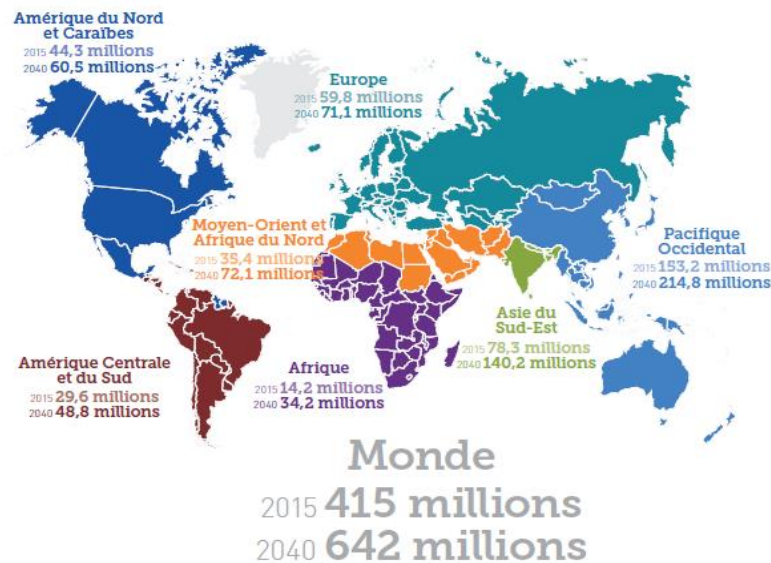 Amérique du Nord
et Caraïbes
2015 44,3 millions
2040 60,5 millions
Europe
2015 59,8 millions
2040 71,1 millions
Moyen-Orient et
Afrique du Nord
2015 35,4 millions
2040 72,1 millions
Pacifique
Occidental
2015 153,2 millions
2040 214,8 millions
Asie du
Sud-Est
2015 78,3 millions
2040 140,2 millions
Amérique Centrale
et du Sud
2015 29,6 millions
2040 48,8 millions
Afrique
2015 14,2 millions
2040 34,2 millions
Monde
2015 415 millions
2040 642 millions